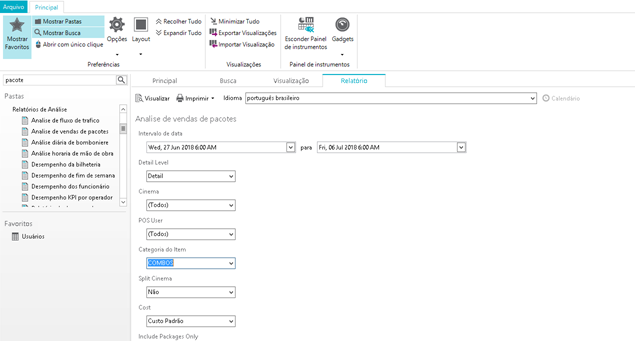 Arquivo
Principal
Mostrar
Favoritos
Mostrar Pastas
Mostrar Busca
Abrir com único clique
Opções
Layout
Recolher Tudo
Expandir Tudo
Preferências
Minimizar Tudo
Exportar Visualizações
Importar Visualização
Visualizações
Esconder Painel
de instrumentos
Gadgets
Painel de instrumentos
pacote
Pastas
Relatórios de Análise
Analise de fluxo de trafico
Analise de vendas de pacotes
Análise diária de bomboniere
Análise horaria de mão de obra
Desempenho da bilheteria
Desempenho de fim de semana
Desempenho dos funcionário
Desempenho KPI por operador
Favoritos
Usuários
Principal
Busca
Visualização
Relatório
Visualizar
Imprimir
Idioma
português brasileiro
Calendário
Analise de vendas de pacotes
Intervalo de data
Wed, 27 Jun 2018 6:00 AM
para
Fri, 06 Jul 2018 6:00 AM
Detail Level
Detail
Cinema
(Todos)
POS User
(Todos)
Categoria do Item
COMBOS
Split Cinema
Não
Cost
Custo Padrão
Include Packages Only